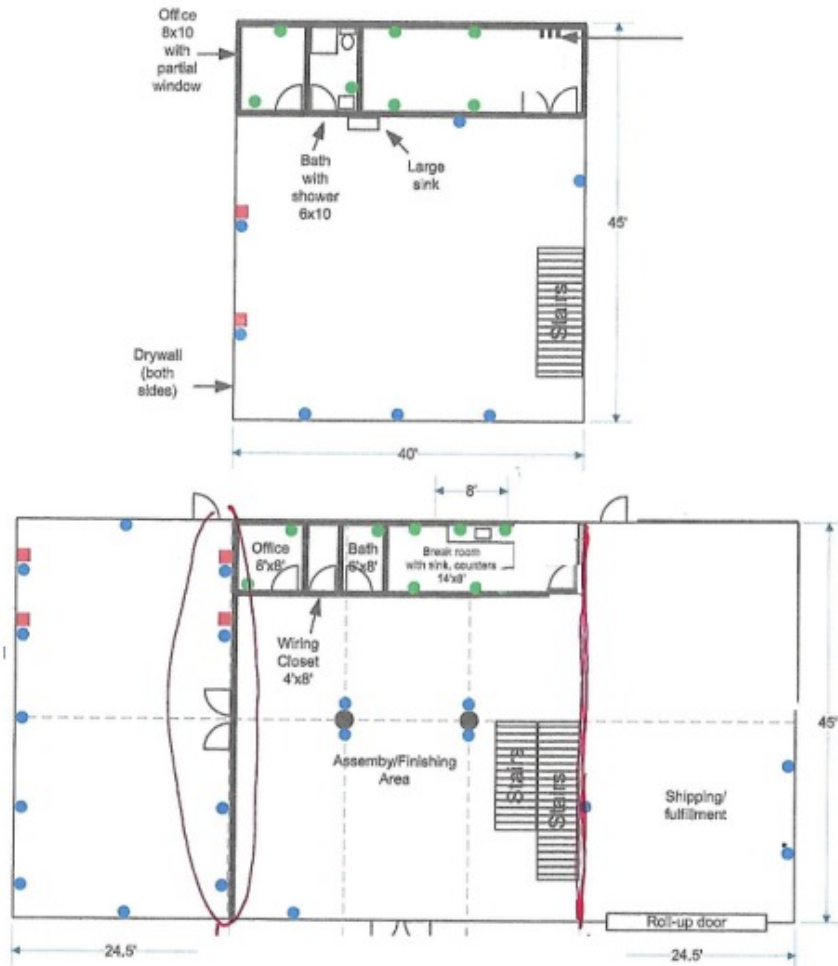 Office
8x10
with
partial
window
Bath
with
shower
6x10
Large
sink
45'
Stairs
Drywall
(both
sides)
40'
8'
Office
6'x8'
Bath
6'x8'
Break room
with sink, counters
14'x8'
Wiring
Closet
4'x8'
45'
Assemby/Finishing
Area
Stairs
Stairs
Shipping/
fulfillment
Roll-up door
24.5'
24.5'